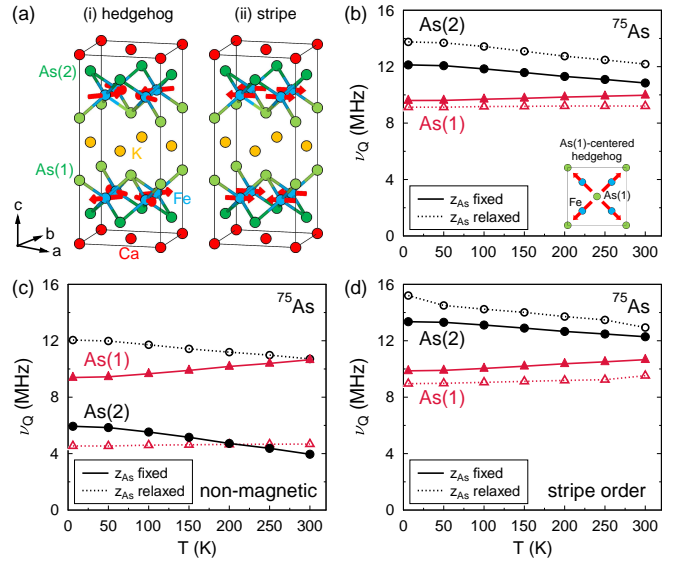 (a) (i) hedgehog (ii) stripe
As(2)
K
As(1)
Fe
Ca
c
b
a
(b)
16
12
8
4
0
ν_Q (MHz)
As(2)
75As
As(1)
As(1)-centered
hedgehog
Fe
As(1)
z_As fixed
z_As relaxed
0 50 100 150 200 250 300
(c)
16
12
8
4
0
ν_Q (MHz)
75As
As(1)
As(2)
z_As fixed
z_As relaxed
non-magnetic
0 50 100 150 200 250 300
T (K)
(d)
16
12
8
4
0
ν_Q (MHz)
75As
As(2)
As(1)
z_As fixed
z_As relaxed
stripe order
0 50 100 150 200 250 300
T (K)